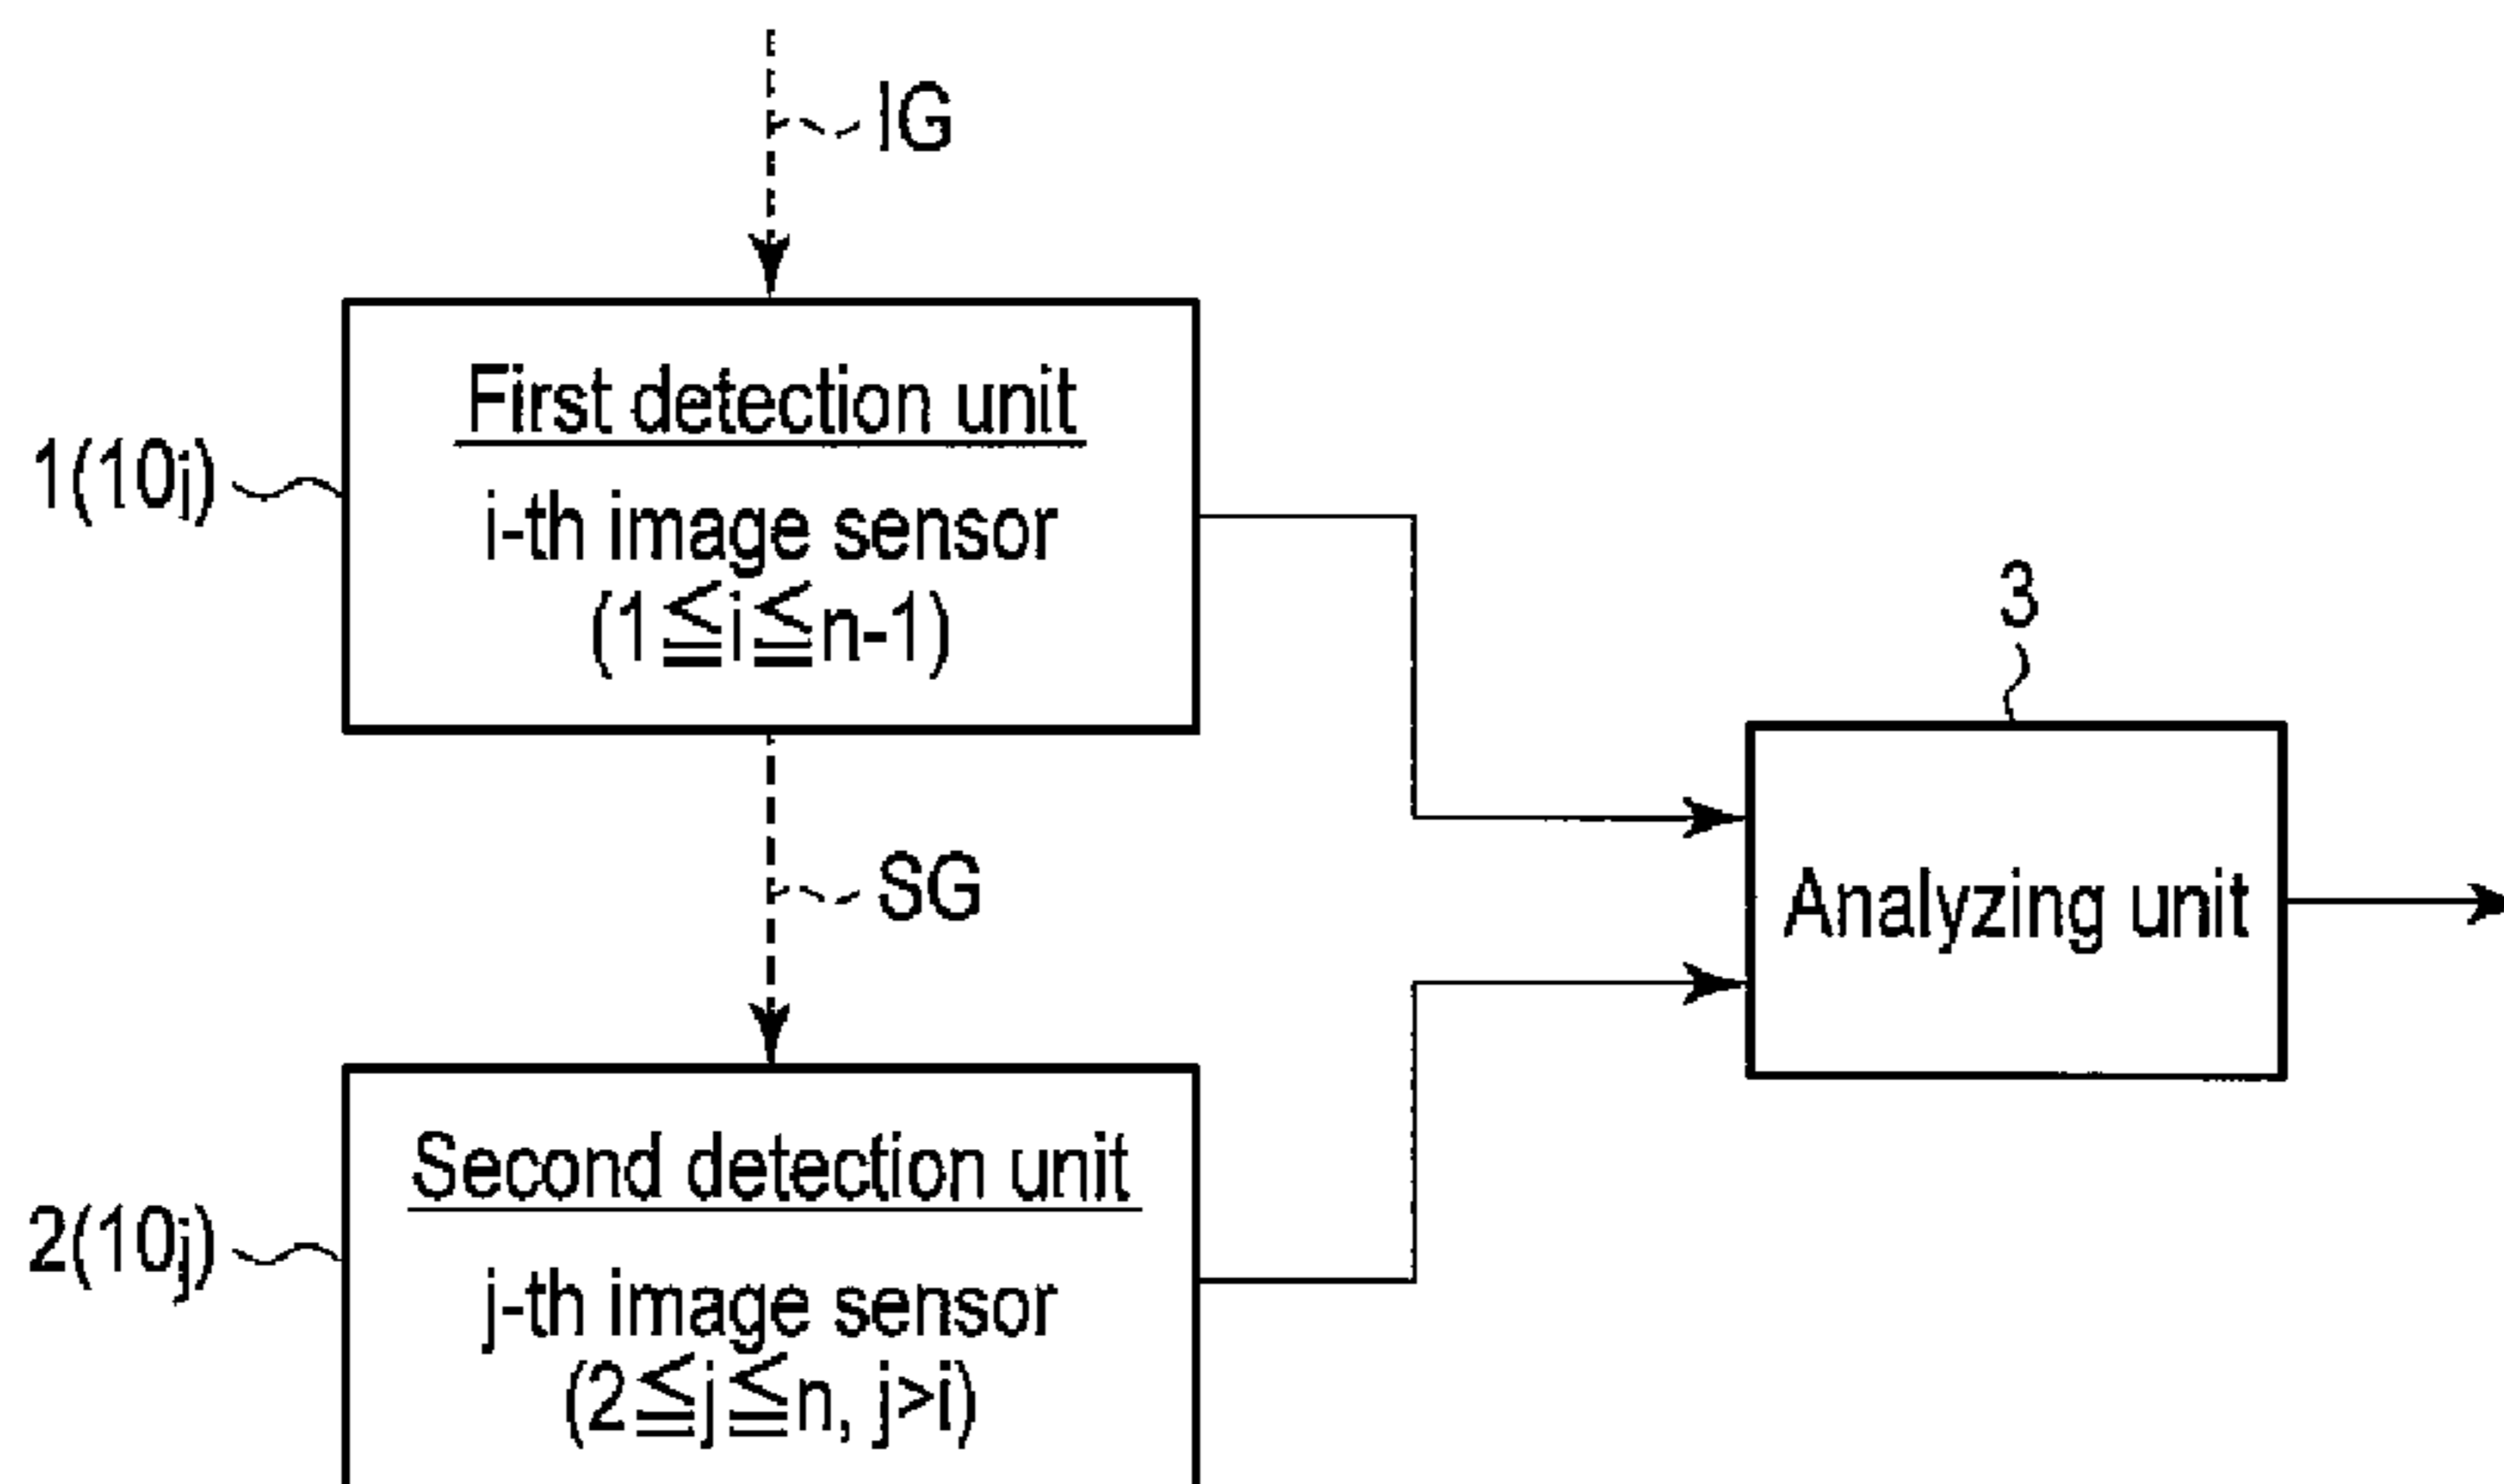 IG
First detection unit
1(10j)
i-th image sensor
(1≦i≦n-1)
3
SG
Analyzing unit
Second detection unit
2(10j)
j-th image sensor
(2≦j≦n, j>i)